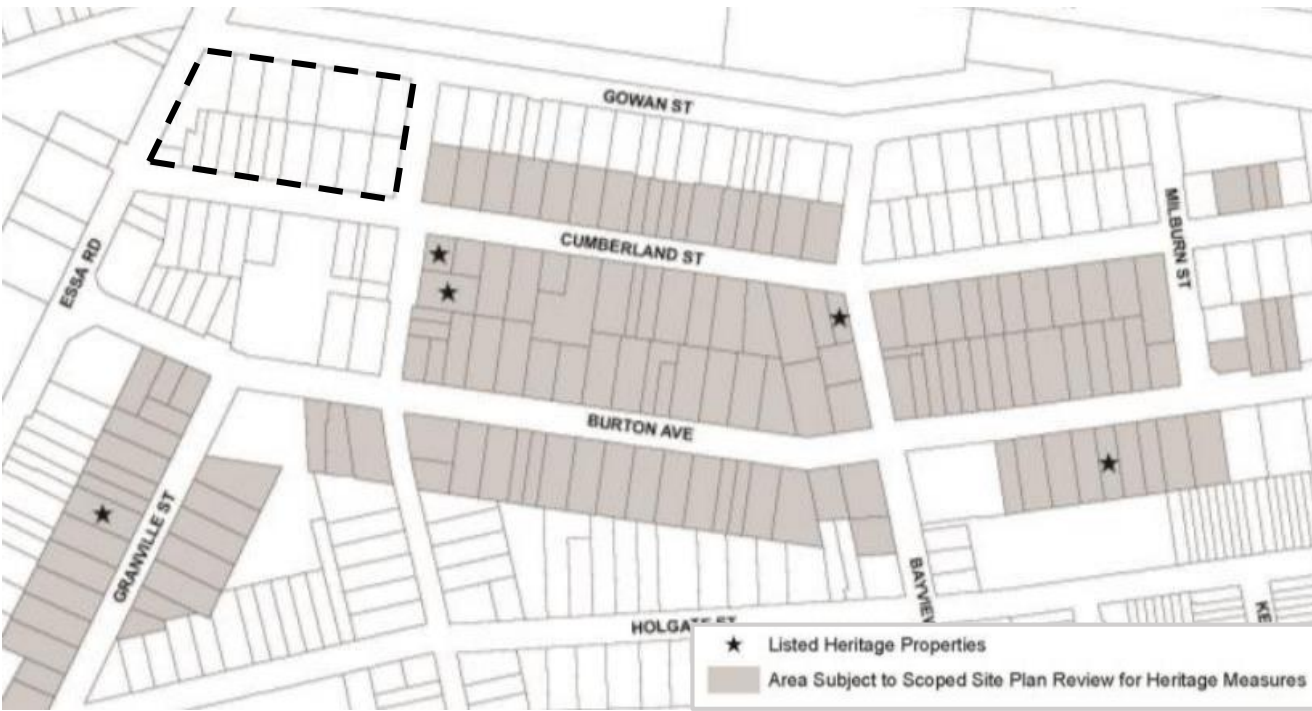 GOWAN ST
MILBURN ST
CUMBERLAND ST
ESSA RD
BURTON AVE
GRANVILLE ST
BAYVIEW
HOLGATE ST
KE
★ Listed Heritage Properties
Area Subject to Scoped Site Plan Review for Heritage Measures